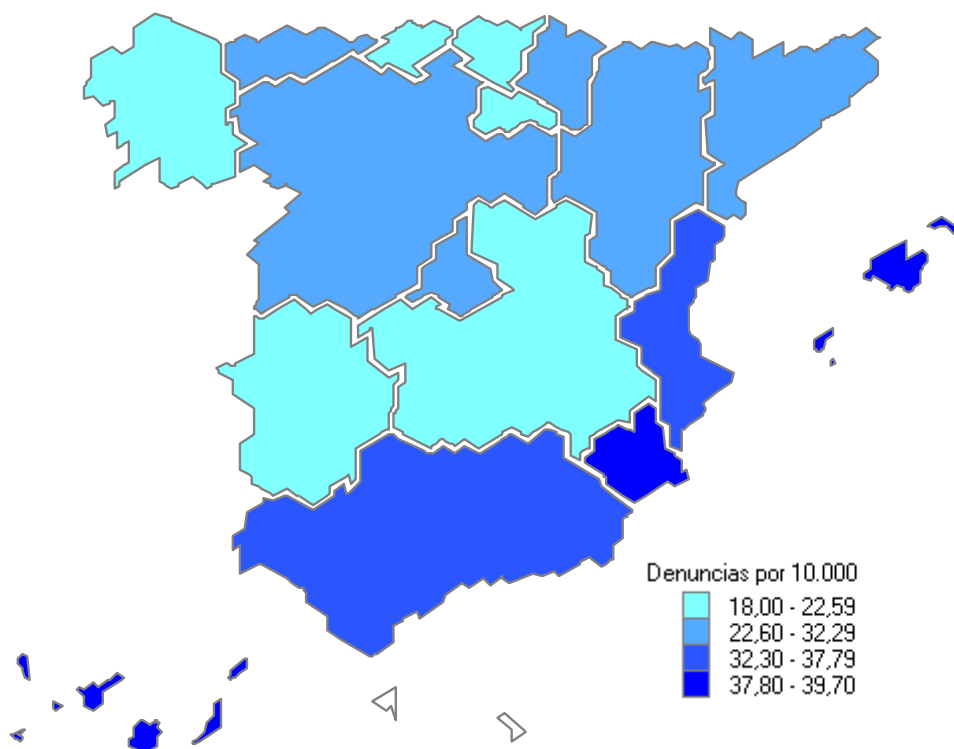 Denuncias por 10.000
18,00 - 22,59
22,60 - 32,29
32,30 - 37,79
37,80 - 39,70